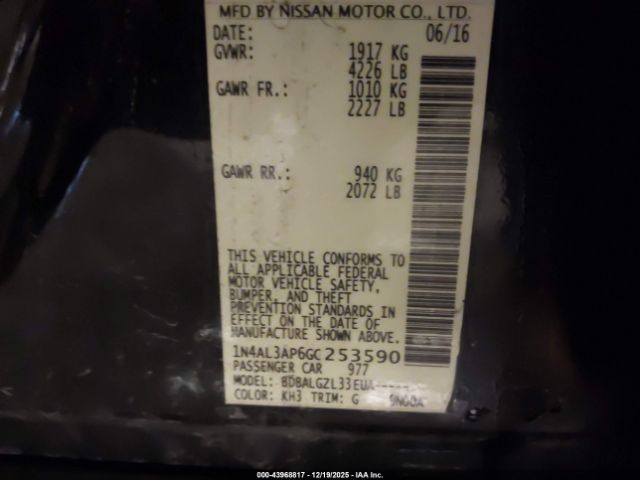 MFD BY NISSAN MOTOR CO., LTD.
DATE: 06/16
GVWR: 1917 KG
4226 LB
GAWR FR.: 1010 KG
2227 LB
GAWR RR.: 940 KG
2072 LB
THIS VEHICLE CONFORMS TO
ALL APPLICABLE FEDERAL
MOTOR VEHICLE SAFETY,
BUMPER, AND THEFT
PREVENTION STANDARDS IN
EFFECT ON THE DATE OF
MANUFACTURE SHOWN ABOVE.
1N4AL3AP6GC253590
PASSENGER CAR 977
MODEL: BDBALGZL33EUA
COLOR: KH3 TRIM: G
000-43968817 - 12/19/2025 - IAA Inc.